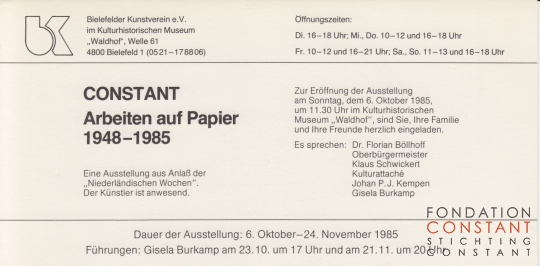 Bielefelder Kunstverein e.V.
im Kulturhistorischen Museum
„Waldhof", Welle 61
4800 Bielefeld 1 (0521-178806)
Öffnungszeiten:
Di. 16-18 Uhr; Mi., Do. 10-12 und 16-18 Uhr
Fr. 10-12 und 16-21 Uhr; Sa., So. 11-13 und 16-18 Uhr
CONSTANT
Arbeiten auf Papier
1948-1985
Eine Ausstellung aus Anlaß der
„Niederländischen Wochen".
Der Künstler ist anwesend.
Zur Eröffnung der Ausstellung
am Sonntag, dem 6. Oktober 1985,
um 11.30 Uhr im Kulturhistorischen
Museum „Waldhof", sind Sie, Ihre Familie
und Ihre Freunde herzlich eingeladen.
Es sprechen: Dr. Florian Böllhoff
Oberbürgermeister
Klaus Schwickert
Kulturattaché
Johan P.J. Kempen
Gisela Burkamp
Dauer der Ausstellung: 6. Oktober-24. November 1985
Führungen: Gisela Burkamp am 23.10. um 17 Uhr und am 21.11. um 20 Uhr
FONDATION
CONSTANT
STICHTING
CONSTANT